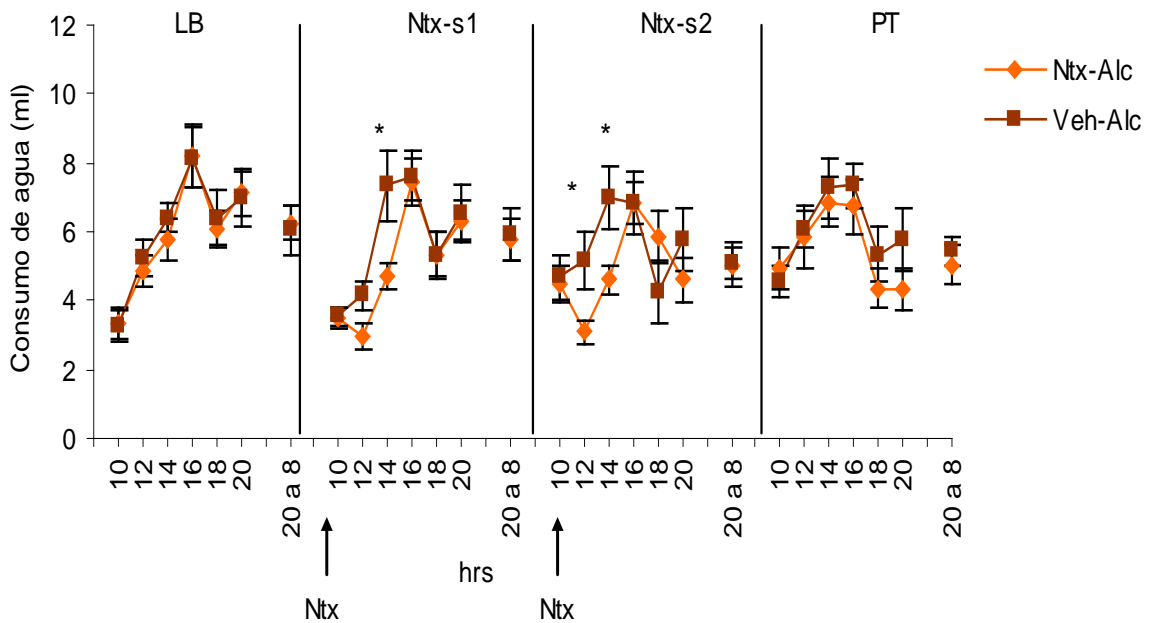 LB Ntx-s1 Ntx-s2 PT
Ntx-Alc
Veh-Alc
Consumo de agua (ml)
12
10
8
6
4
2
0
* * *
10 12 14 16 18 20 20 a 8 10 12 14 16 18 20 20 a 8 10 12 14 16 18 20 20 a 8 10 12 14 16 18 20 20 a 8
hrs
Ntx Ntx